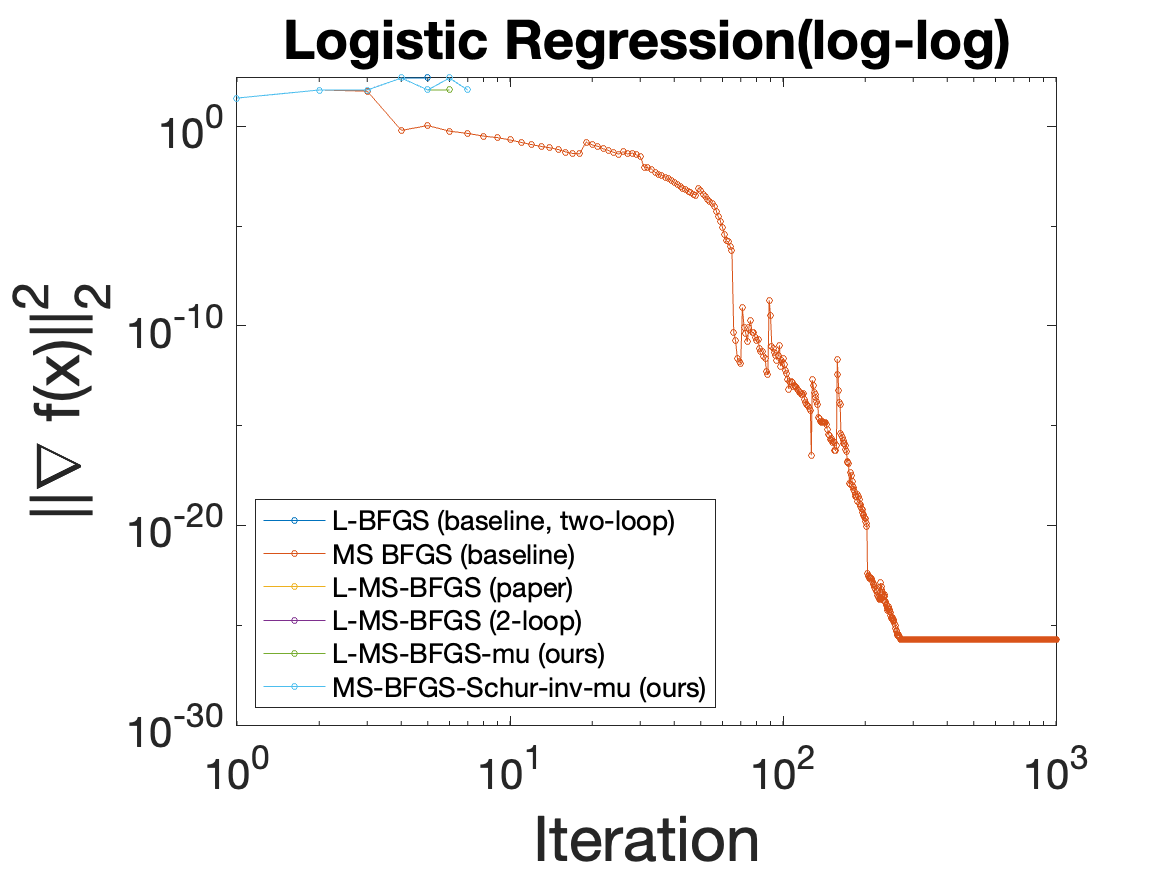 Logistic Regression(log-log)
10^0
10^-10
10^-20
10^-30
||∇ f(x)||_2^2
L-BFGS (baseline, two-loop)
MS BFGS (baseline)
L-MS-BFGS (paper)
L-MS-BFGS (2-loop)
L-MS-BFGS-mu (ours)
MS-BFGS-Schur-inv-mu (ours)
10^0 10^1 10^2 10^3
Iteration